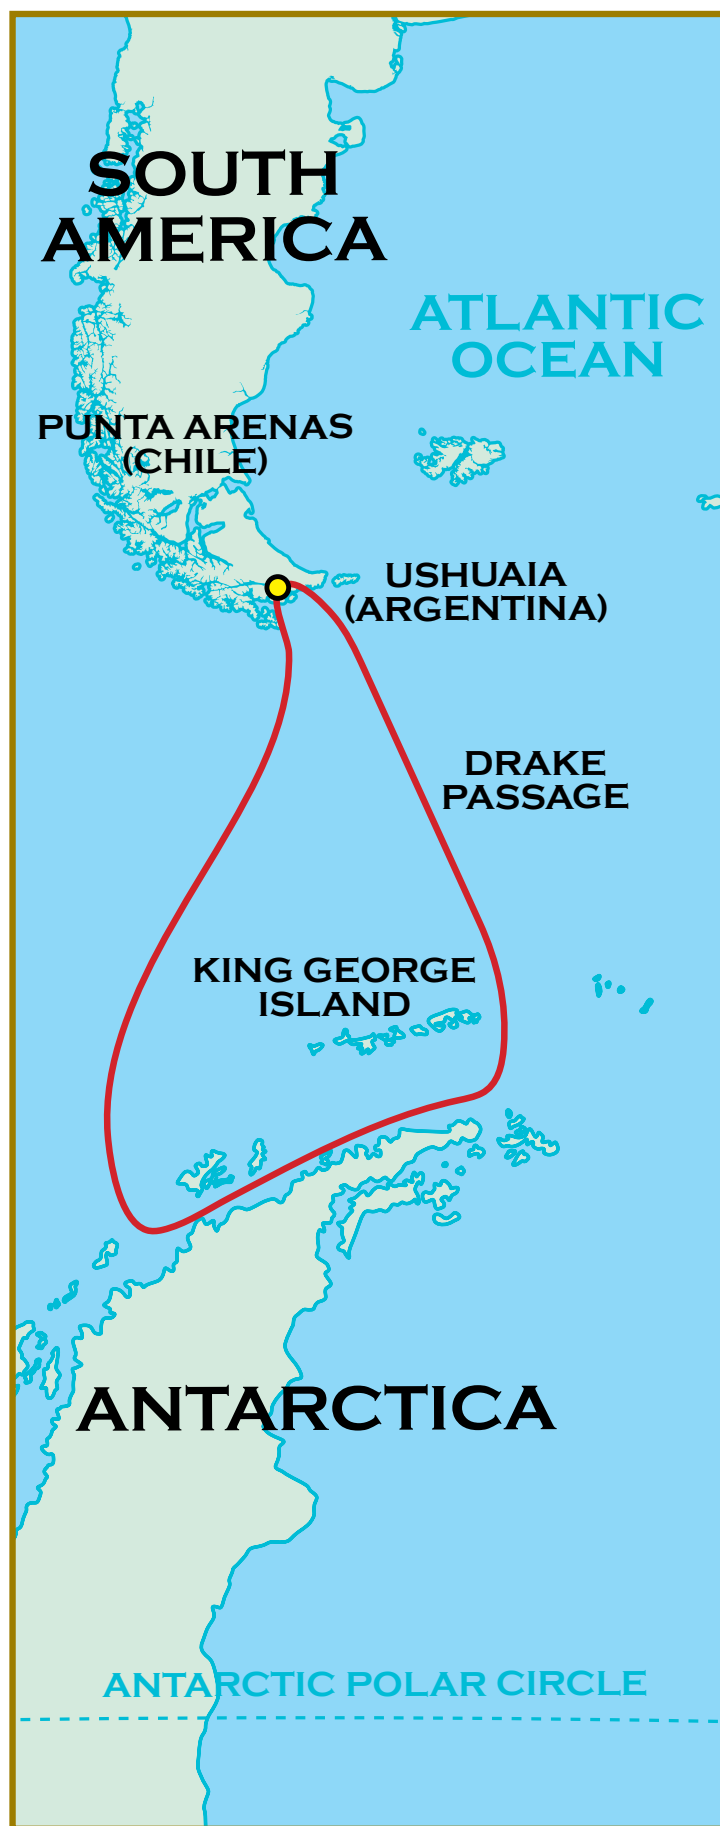 SOUTH
AMERICA
ATLANTIC
OCEAN
PUNTA ARENAS
(CHILE)
USHUAIA
(ARGENTINA)
DRAKE
PASSAGE
KING GEORGE
ISLAND
ANTARCTICA
ANTARCTIC POLAR CIRCLE